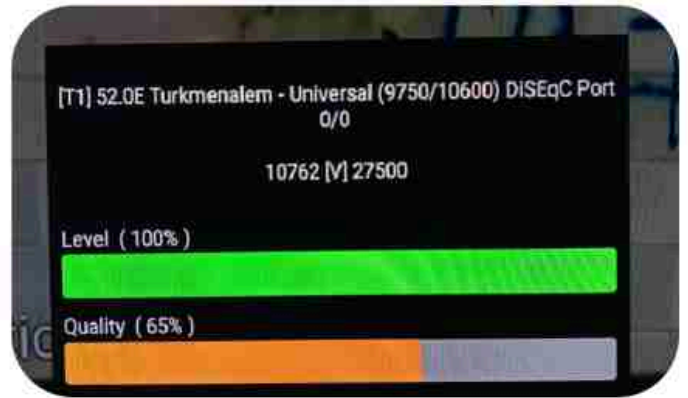 [T1] 52.0E Turkmenalem - Universal (9750/10600) DiSEqC Port
0/0
10762 [V] 27500
Level ( 100% )
Quality ( 65% )